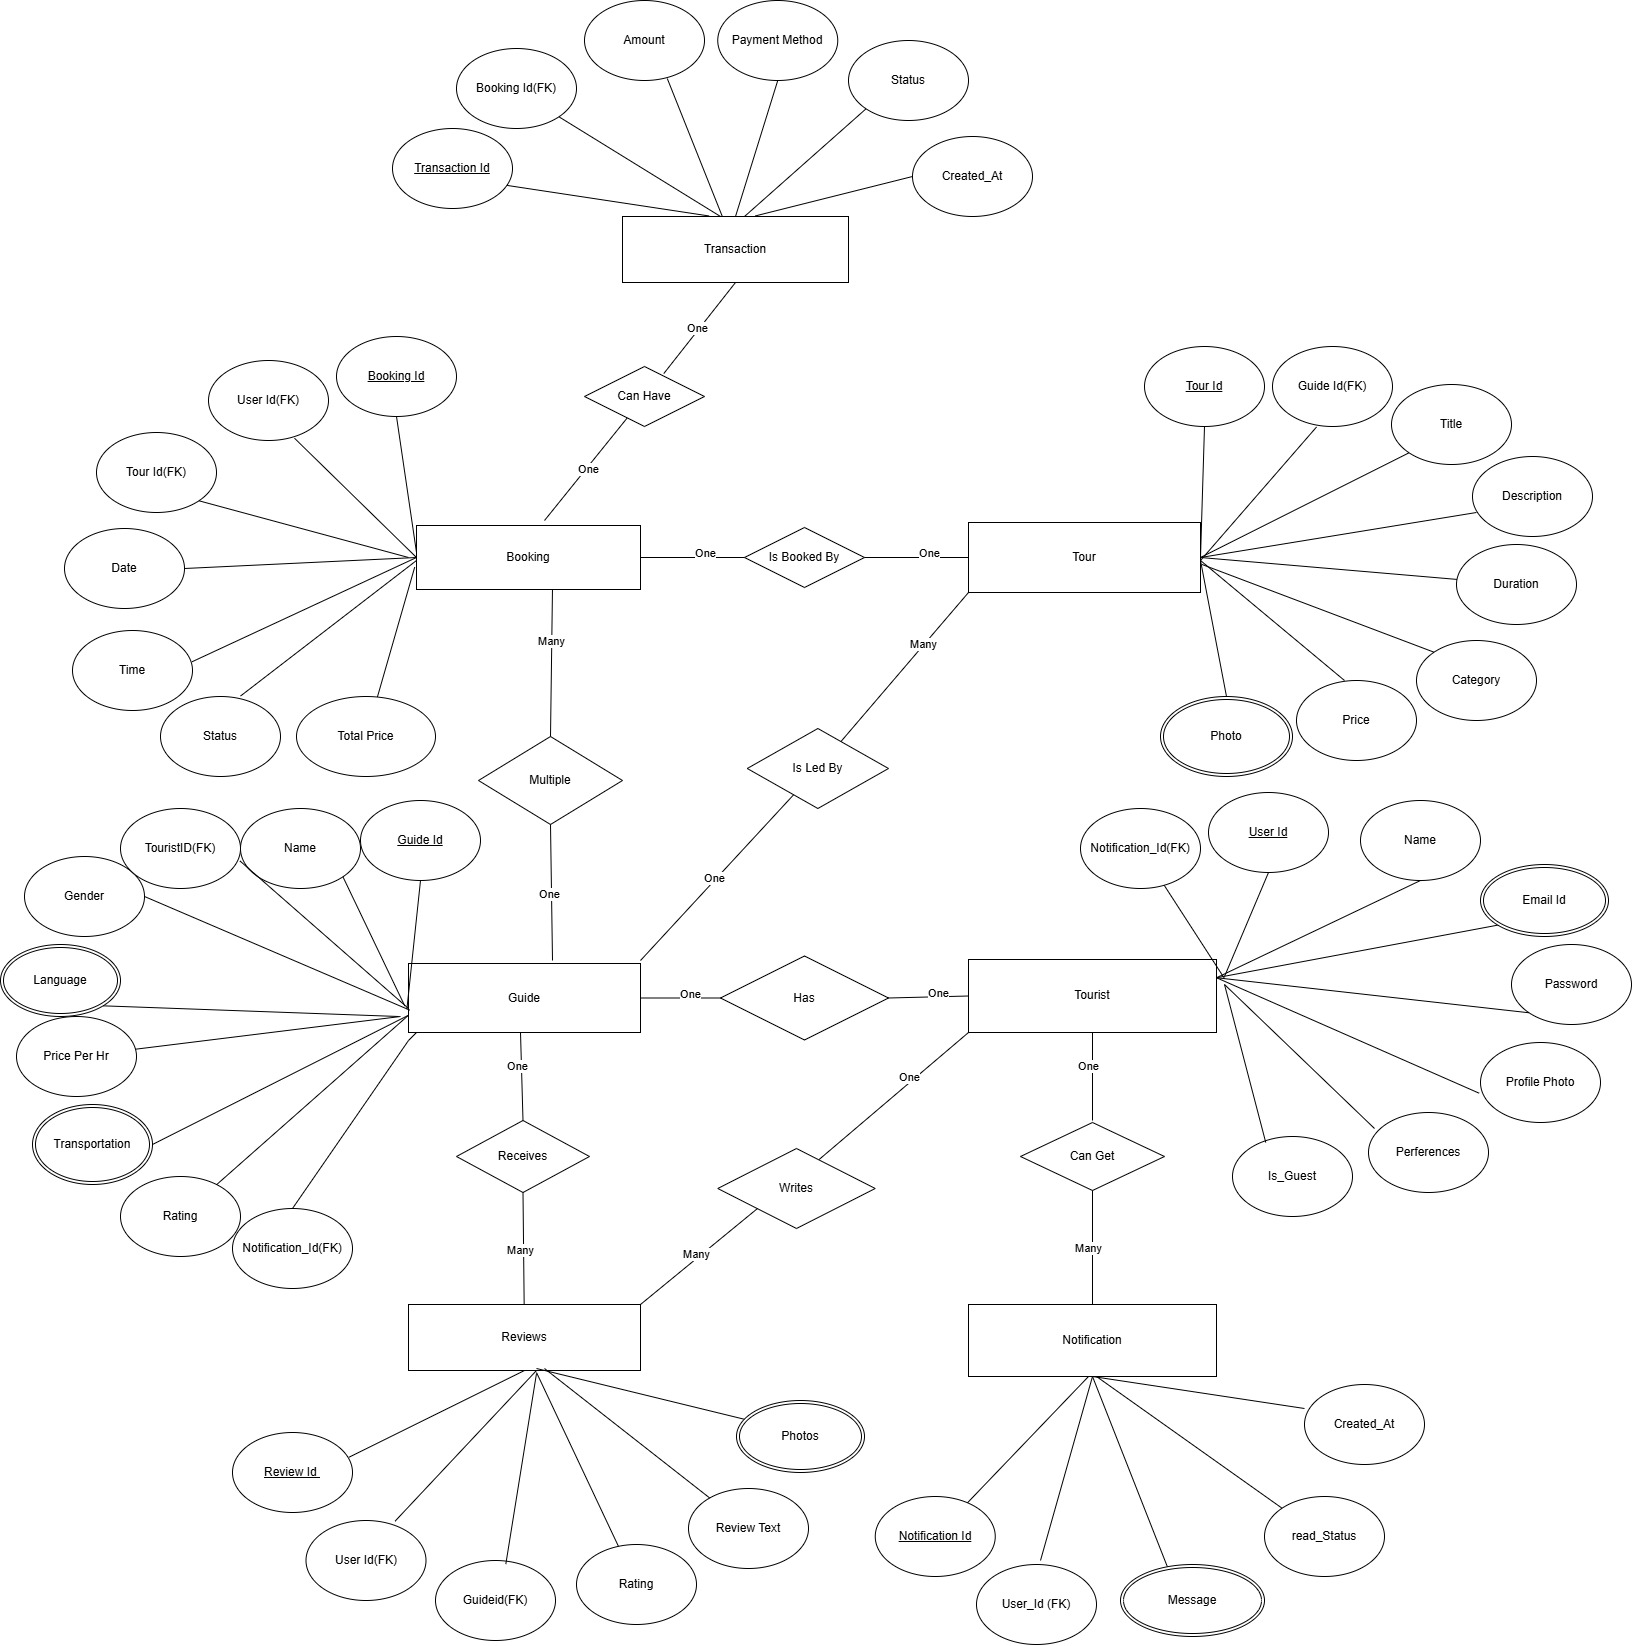 Amount
Payment Method
Status
Booking Id(FK)
Transaction Id
Created_At
Transaction
One
Can Have
One
Booking Id
User Id(FK)
Tour Id(FK)
Date
Time
Status
Total Price
Booking
One
Is Booked By
One
Tour
Tour Id
Guide Id(FK)
Title
Description
Duration
Category
Price
Photo
Many
Multiple
One
Many
Is Led By
One
Guide Id
Name
TouristID(FK)
Gender
Language
Price Per Hr
Transportation
Rating
Notification_Id(FK)
Guide
One
Has
One
Tourist
Notification_Id(FK)
User Id
Name
Email Id
Password
Profile Photo
Perferences
Is_Guest
One
Receives
Many
One
Writes
Many
One
Can Get
Many
Reviews
Review Id
User Id(FK)
Guideid(FK)
Rating
Review Text
Photos
Notification
Notification Id
User_Id (FK)
Message
read_Status
Created_At